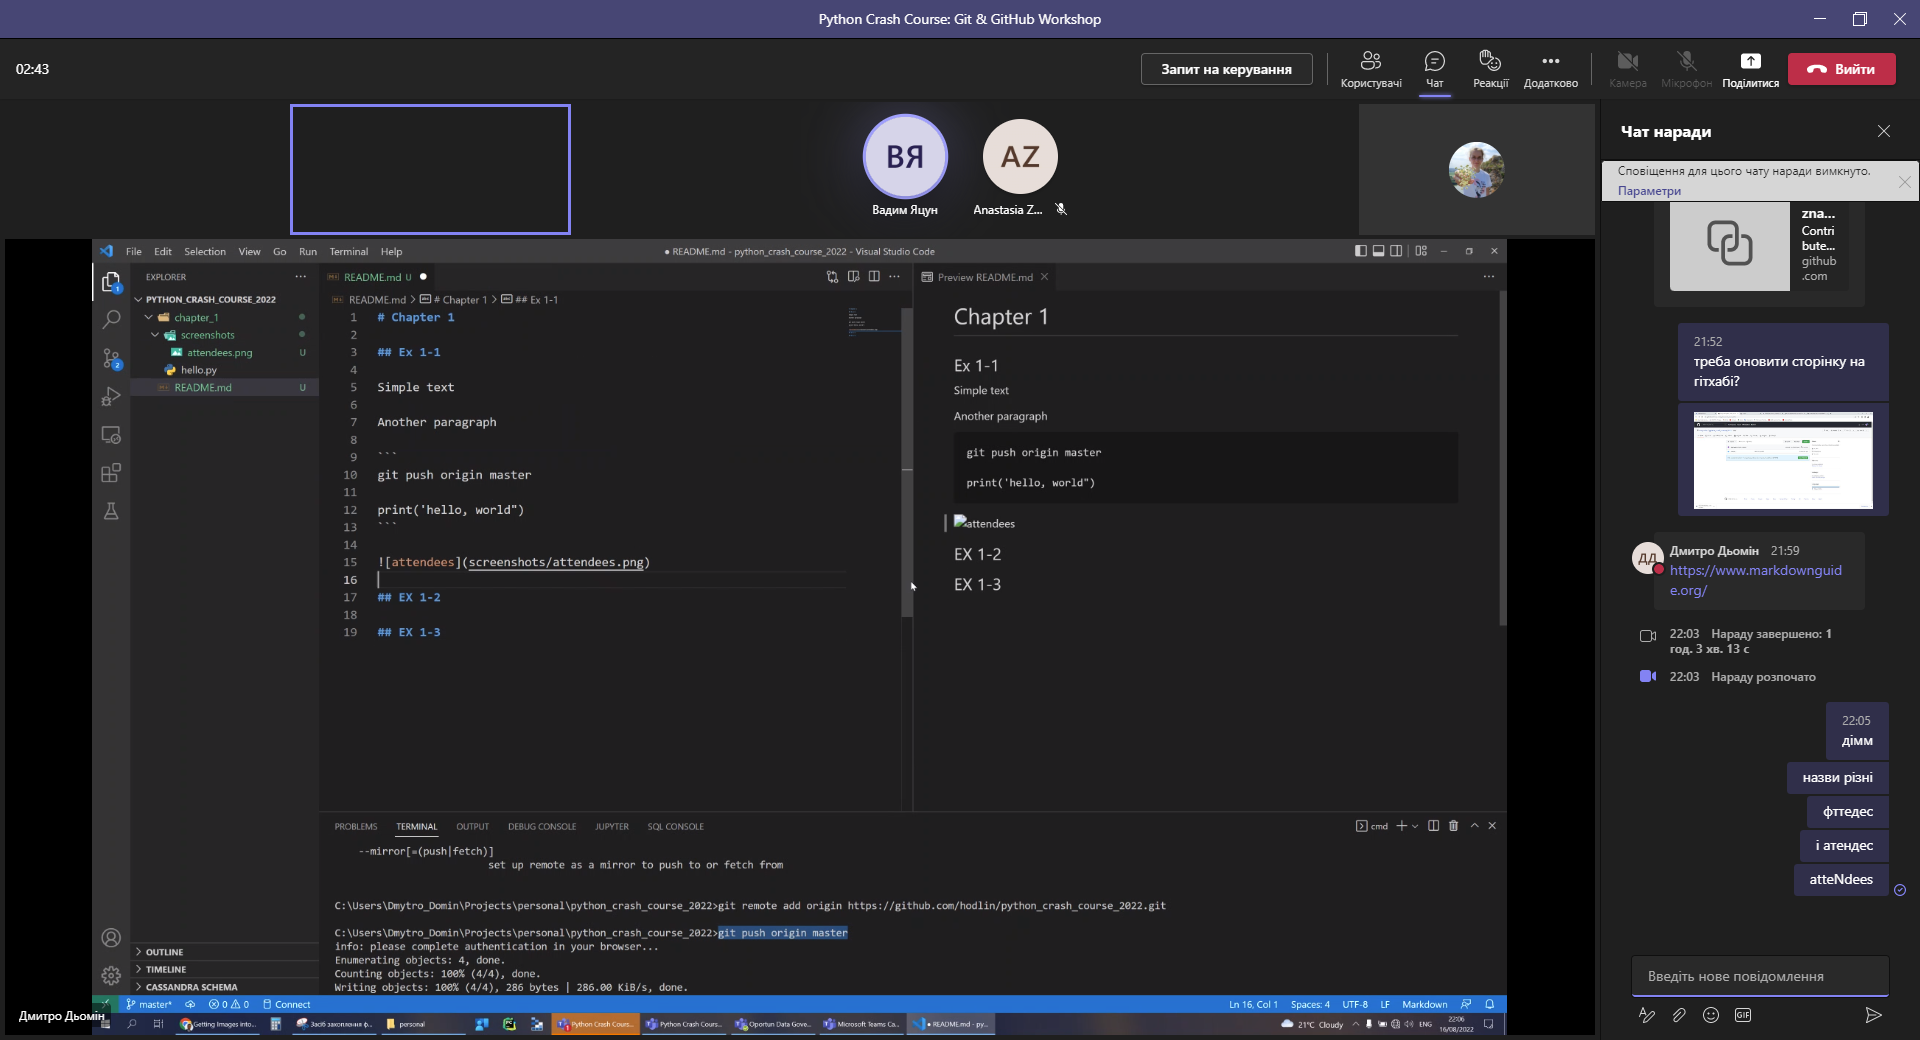 Python Crash Course: Git & GitHub Workshop
02:43
Запит на керування
Користувачі
Чат
Реакції
Додатково
Камера
Мікрофон
Поділитися
Вийти
ВЯ
Вадим Яцун
AZ
Anastasia Z...
File Edit Selection View Go Run Terminal Help
● README.md - python_crash_course_2022 - Visual Studio Code
EXPLORER
PYTHON_CRASH_COURSE_2022
chapter_1
screenshots
attendees.png U
hello.py
README.md U
OUTLINE
TIMELINE
CASSANDRA SCHEMA
1
2
README.md U
README.md > # Chapter 1 > ## Ex 1-1
1 # Chapter 1
2
3 ## Ex 1-1
4
5 Simple text
6
7 Another paragraph
8
9 ```
10 git push origin master
11
12 print('hello, world")
13 ```
14
15 ![attendees](screenshots/attendees.png)
16
17 ## EX 1-2
18
19 ## EX 1-3
Preview README.md
Chapter 1
Ex 1-1
Simple text
Another paragraph
git push origin master
print('hello, world")
attendees
EX 1-2
EX 1-3
PROBLEMS TERMINAL OUTPUT DEBUG CONSOLE JUPYTER SQL CONSOLE
cmd
--mirror[=(push|fetch)]
set up remote as a mirror to push to or fetch from
C:\Users\Dmytro_Domin\Projects\personal\python_crash_course_2022>git remote add origin https://github.com/hodlin/python_crash_course_2022.git
C:\Users\Dmytro_Domin\Projects\personal\python_crash_course_2022>git push origin master
info: please complete authentication in your browser...
Enumerating objects: 4, done.
Counting objects: 100% (4/4), done.
Writing objects: 100% (4/4), 286 bytes | 286.00 KiB/s, done.
master* 0 0 Connect
Ln 16, Col 1 Spaces: 4 UTF-8 LF Markdown
Дмитро Дьомін
Getting Images into...
Засіб захоплення ф...
personal
Python Crash Cours...
Python Crash Cours...
Oportun Data Gove...
Microsoft Teams Ca...
● README.md - py...
21°C Cloudy
ENG
22:06
16/08/2022
Чат наради
Сповіщення для цього чату наради вимкнуто.
Параметри
zna...
Contri
bute...
github
.com
21:52
треба оновити сторінку на
гітхабі?
ДД
Дмитро Дьомін 21:59
https://www.markdownguid
e.org/
22:03 Нараду завершено: 1
год. 3 хв. 13 с
22:03 Нараду розпочато
22:05
дімм
назви різні
фттедес
і атендес
atteNdees
Введіть нове повідомлення
GIF